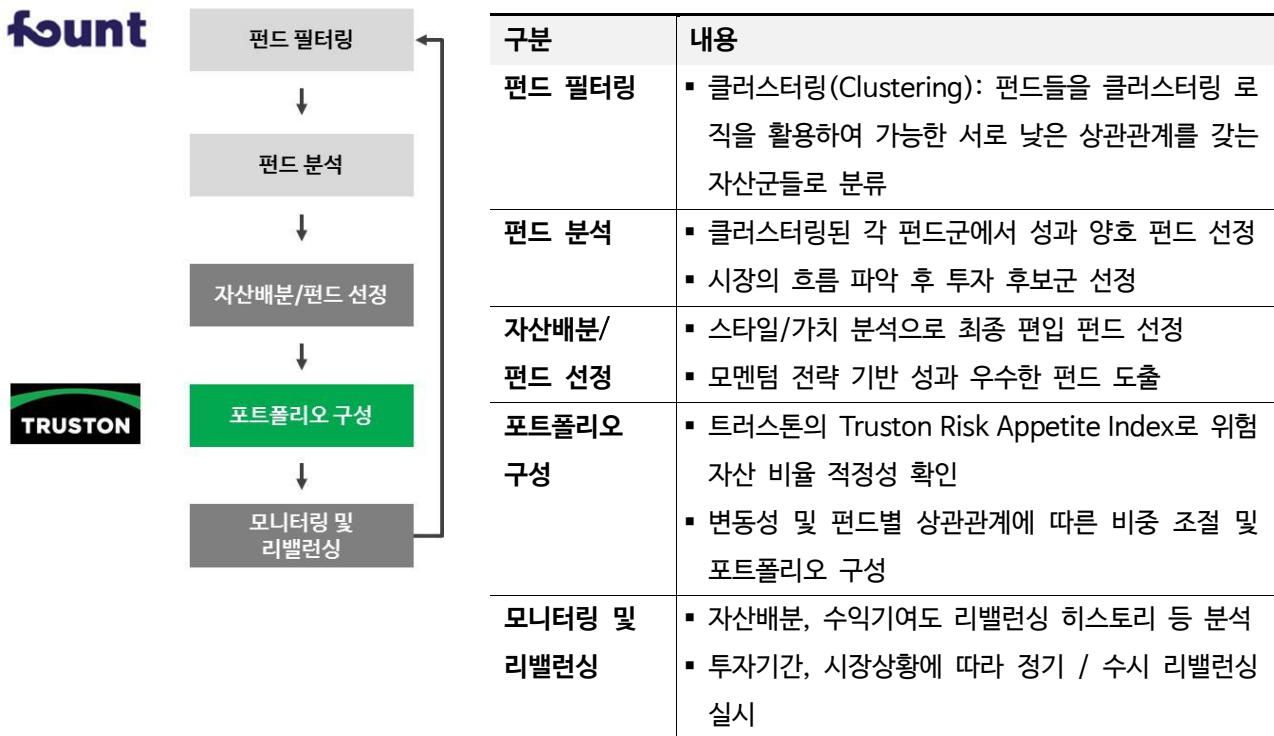 fount
펀드 필터링
펀드 분석
자산배분/펀드 선정
TRUSTON
포트폴리오 구성
모니터링 및
리밸런싱
구분 내용
펀드 필터링 ▪ 클러스터링(Clustering): 펀드들을 클러스터링 로
직을 활용하여 가능한 서로 낮은 상관관계를 갖는
자산군들로 분류
펀드 분석 ▪ 클러스터링된 각 펀드군에서 성과 양호 펀드 선정
▪ 시장의 흐름 파악 후 투자 후보군 선정
자산배분/ ▪ 스타일/가치 분석으로 최종 편입 펀드 선정
펀드 선정 ▪ 모멘텀 전략 기반 성과 우수한 펀드 도출
포트폴리오 ▪ 트러스톤의 Truston Risk Appetite Index로 위험
구성 자산 비율 적정성 확인
▪ 변동성 및 펀드별 상관관계에 따른 비중 조절 및
포트폴리오 구성
모니터링 및 ▪ 자산배분, 수익기여도 리밸런싱 히스토리 등 분석
리밸런싱 ▪ 투자기간, 시장상황에 따라 정기 / 수시 리밸런싱
실시